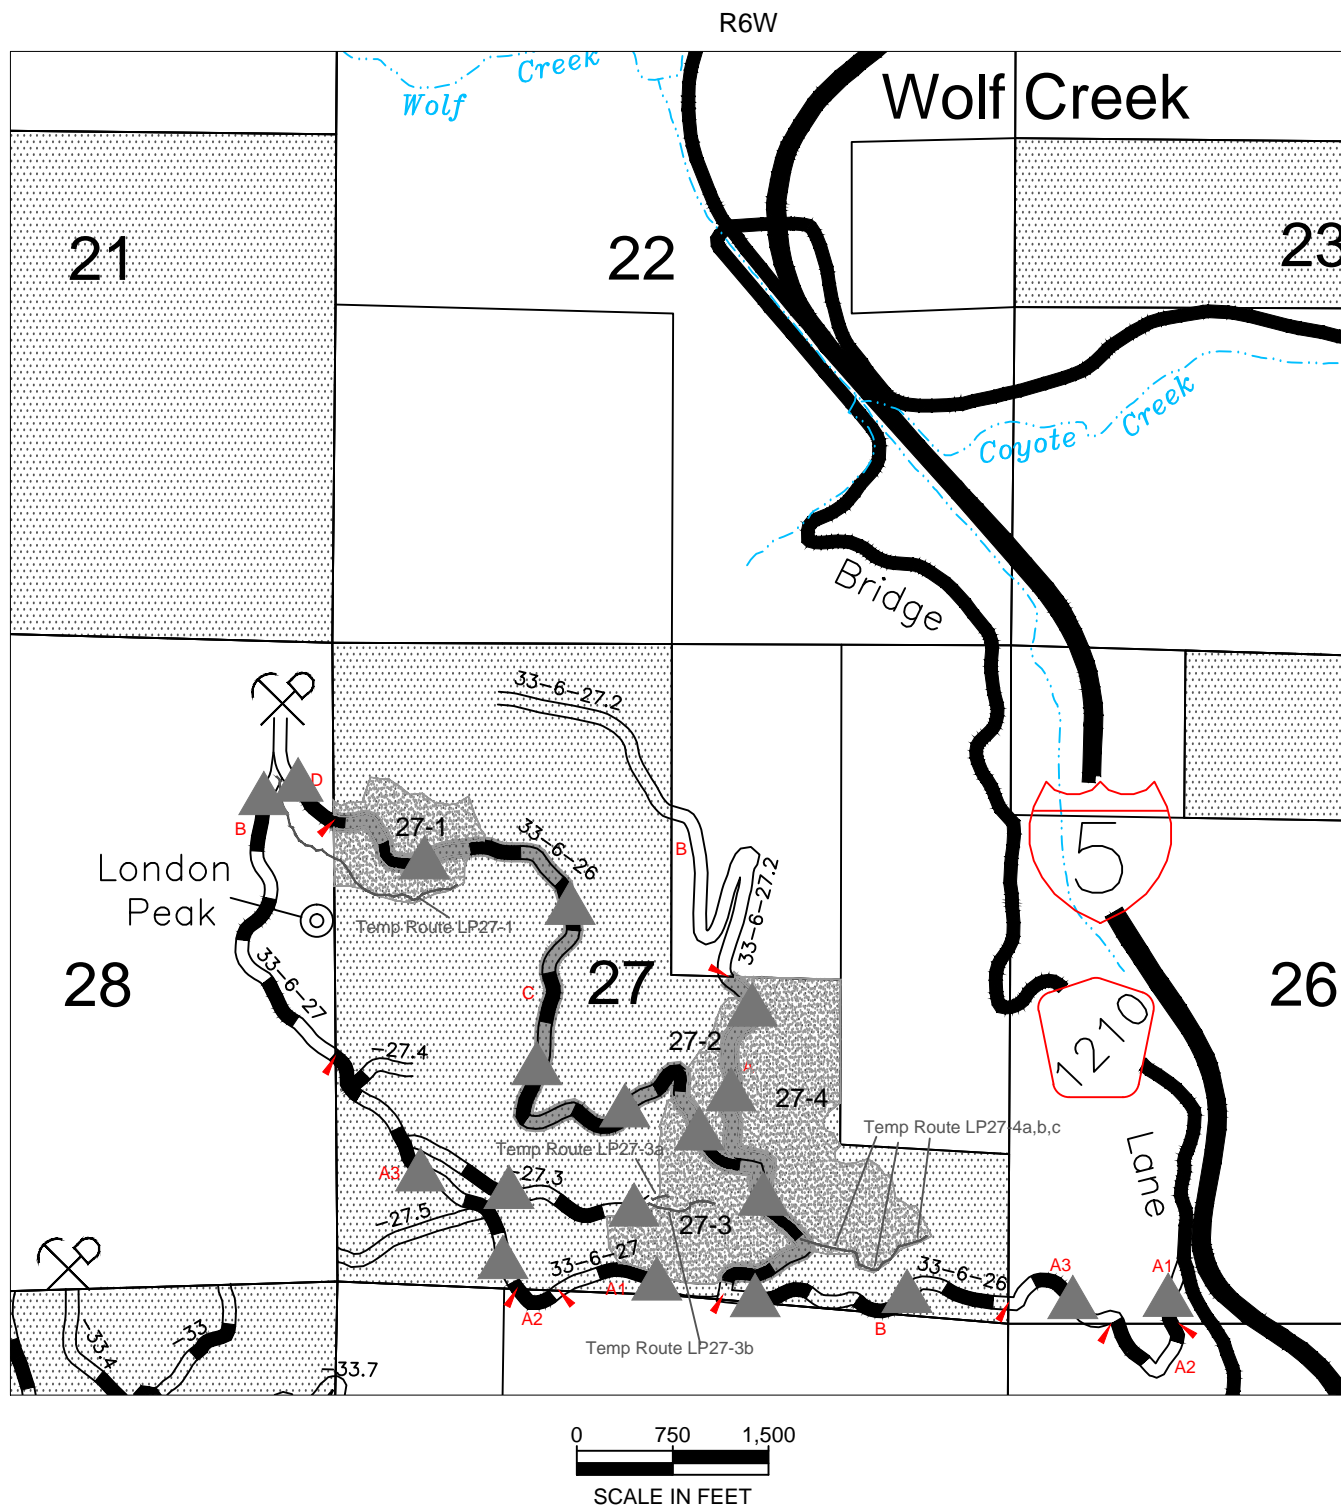 R6W
Wolf Creek
Creek
Wolf
21
22
23
Creek
Coyote
Bridge
33-6-27.2
D
B
27-1
33-6-26
B
5
London
Peak
33-6-27.2
Temp Route LP27-1
28
33-6-27
C
27
26
27-2
1210
-27.4
A
27-4
Temp Route LP27-4a,b,c
Temp Route LP27-3a
Lane
A3
-27.3
-27.5
27-3
33-6-27
33-6-26
A3
A1
A1
A2
B
-33
-33.4
Temp Route LP27-3b
A2
-33.7
0 750 1,500
SCALE IN FEET